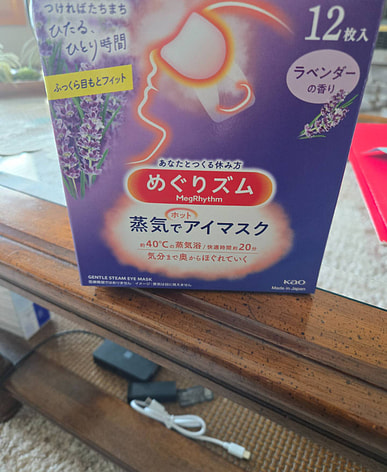 つければたちまち
ひたる、
ひとり時間
12枚入
ふっくら目もとフィット
ラベンダー
の香り
あなたとつくる休み方
めぐりズム
MegRhythm
ホット
蒸気でアイマスク
約40℃の蒸気浴/快適時間 約20分
気分まで奥からほぐれていく
GENTLE STEAM EYE MASK
Kao
Made in Japan